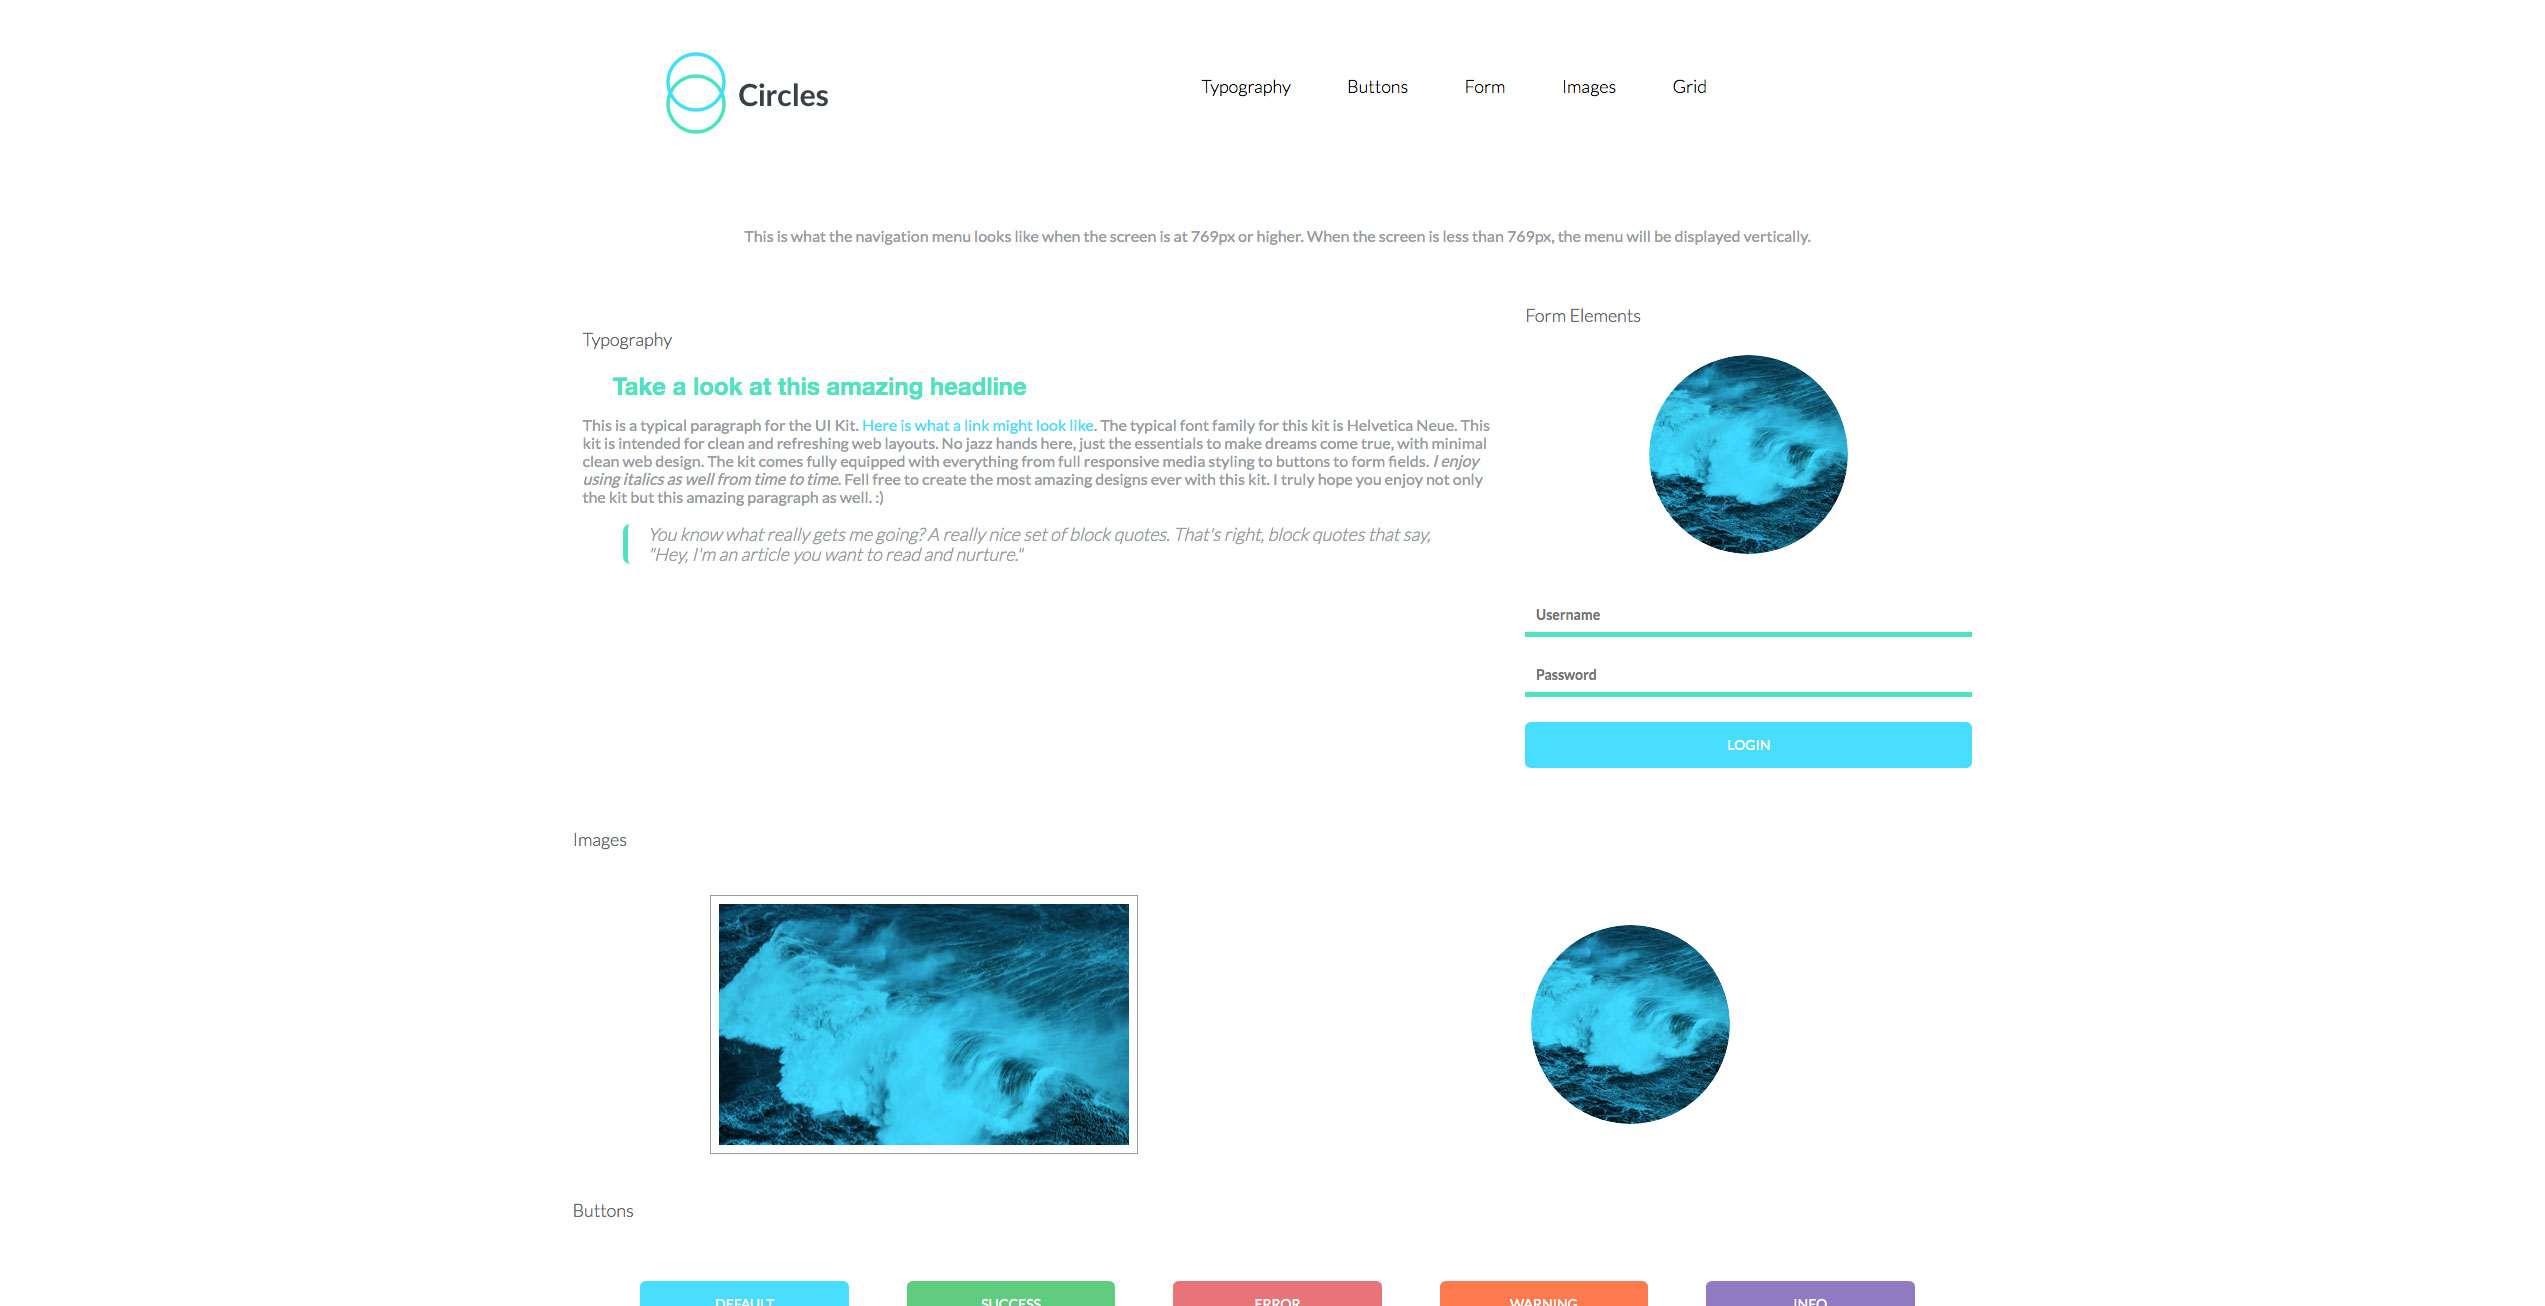 Circles
Typography Buttons Form Images Grid
This is what the navigation menu looks like when the screen is at 769px or higher. When the screen is less than 769px, the menu will be displayed vertically.
Typography
Take a look at this amazing headline
This is a typical paragraph for the UI Kit. Here is what a link might look like. The typical font family for this kit is Helvetica Neue. This
kit is intended for clean and refreshing web layouts. No jazz hands here, just the essentials to make dreams come true, with minimal
clean web design. The kit comes fully equipped with everything from full responsive media styling to buttons to form fields. I enjoy
using italics as well from time to time. Fell free to create the most amazing designs ever with this kit. I truly hope you enjoy not only
the kit but this amazing paragraph as well. :)
You know what really gets me going? A really nice set of block quotes. That's right, block quotes that say,
"Hey, I'm an article you want to read and nurture."
Form Elements
Username
Password
LOGIN
Images
Buttons
DEFAULT SUCCESS ERROR WARNING INFO